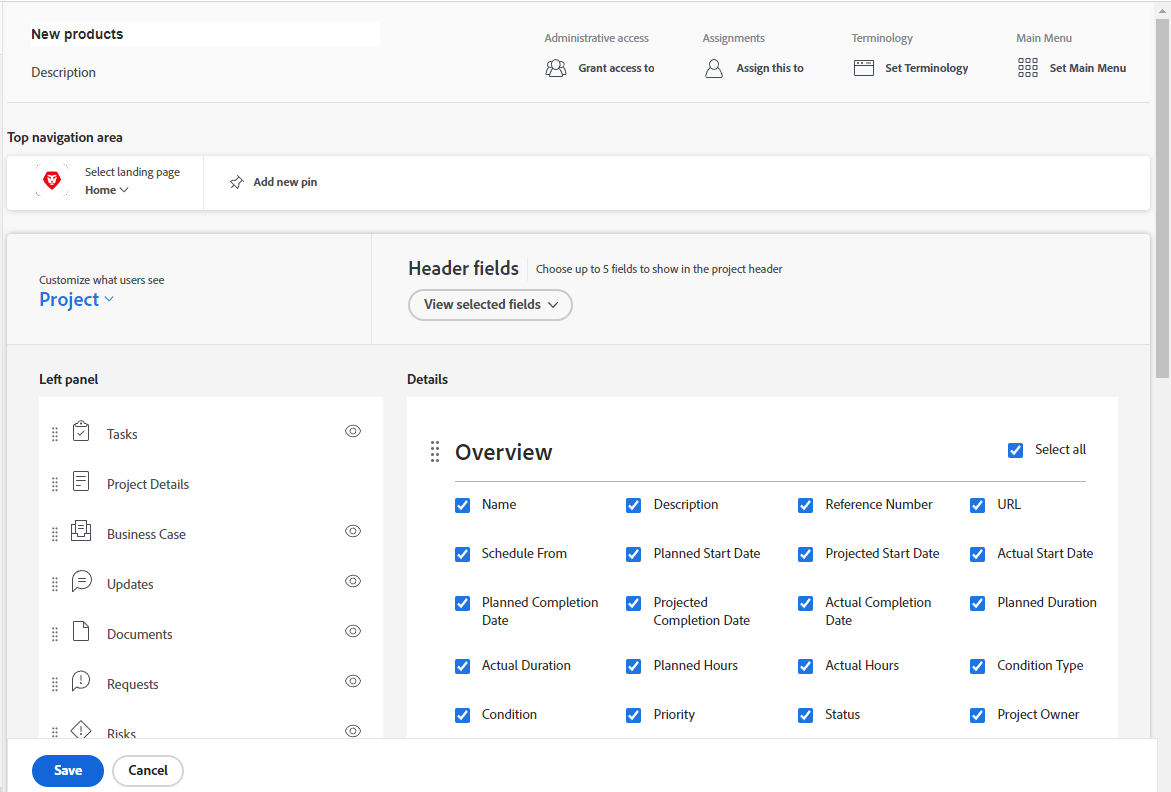 New products
Description
Administrative access
Grant access to
Assignments
Assign this to
Terminology
Set Terminology
Main Menu
Set Main Menu
Top navigation area
Select landing page
Home
Add new pin
Customize what users see
Project
Header fields
Choose up to 5 fields to show in the project header
View selected fields
Left panel
Tasks
Project Details
Business Case
Updates
Documents
Requests
Risks
Details
Overview
Select all
Name
Description
Reference Number
URL
Schedule From
Planned Start Date
Projected Start Date
Actual Start Date
Planned Completion
Date
Projected
Completion Date
Actual Completion
Date
Planned Duration
Actual Duration
Planned Hours
Actual Hours
Condition Type
Condition
Priority
Status
Project Owner
Save
Cancel